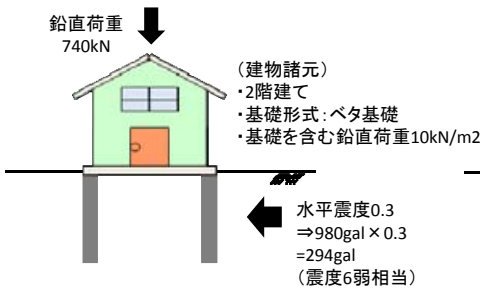 鉛直荷重
740kN
(建物諸元)
・2階建て
・基礎形式:ベタ基礎
・基礎を含む鉛直荷重10kN/m2
水平震度0.3
⇒980gal×0.3
=294gal
(震度6弱相当)